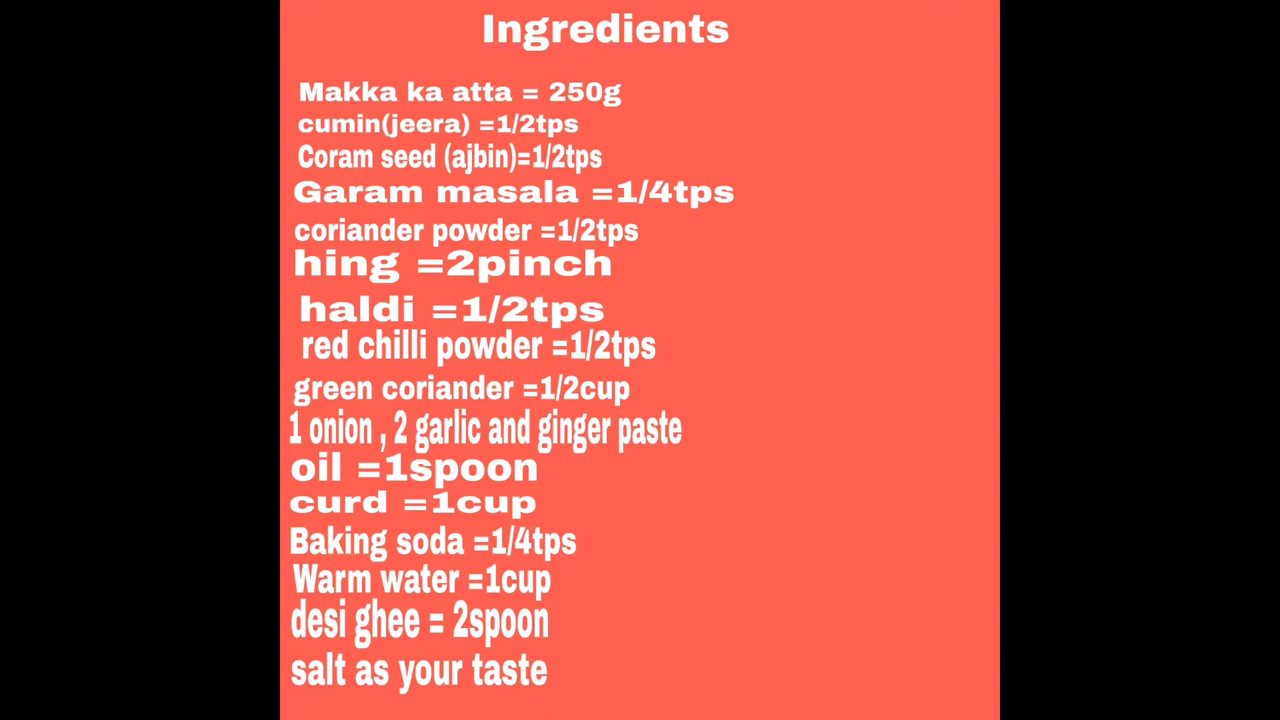 Ingredients
Makka ka atta = 250g
cumin(jeera) =1/2tps
Coram seed (ajbin)=1/2tps
Garam masala =1/4tps
coriander powder =1/2tps
hing =2pinch
haldi =1/2tps
red chilli powder =1/2tps
green coriander =1/2cup
1 onion , 2 garlic and ginger paste
oil =1spoon
curd =1cup
Baking soda =1/4tps
Warm water =1cup
desi ghee = 2spoon
salt as your taste